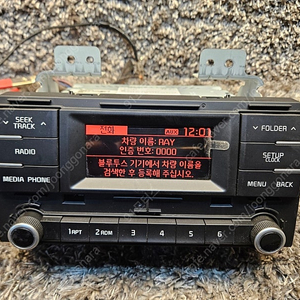 전화 AUX 12:01
차량 이름: RAY
인증 번호: 0000
블루투스 기기에서 차량 이름을
검색한 후 등록해 주십시오.
SEEK
TRACK
RADIO
MEDIA PHONE
FOLDER
SETUP
CLOCK
MENU BACK
1 RPT
2 RDM
3
4
5
6